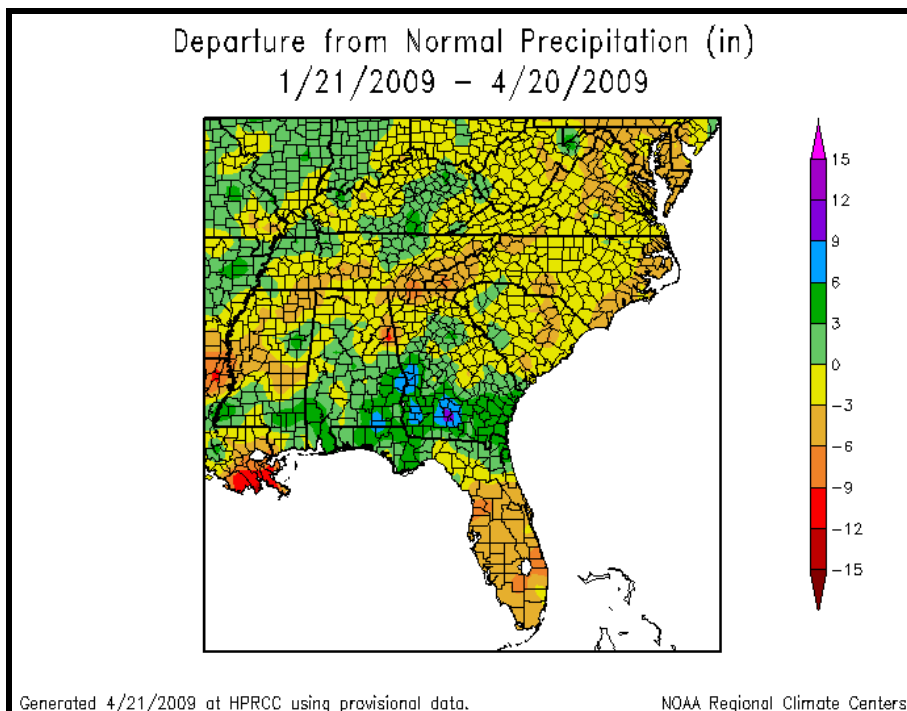 Departure from Normal Precipitation (in)
1/21/2009 – 4/20/2009
15
12
9
6
3
0
−3
−6
−9
−12
−15
Generated 4/21/2009 at HPRCC using provisional data.
NOAA Regional Climate Centers